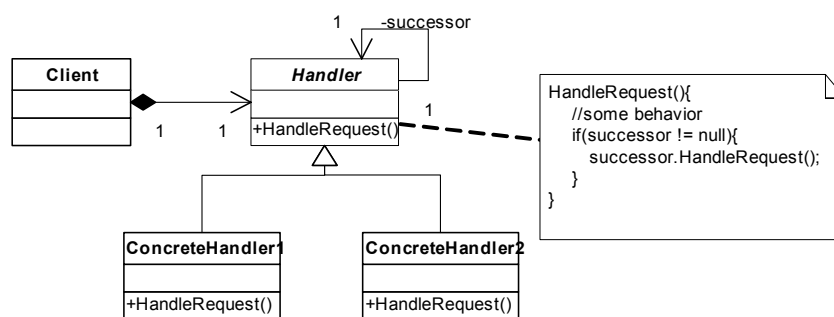 1 -successor
Client
Handler
1
1
1
+HandleRequest()
HandleRequest(){
//some behavior
if(successor != null){
successor.HandleRequest();
}
}
ConcreteHandler1
ConcreteHandler2
+HandleRequest()
+HandleRequest()